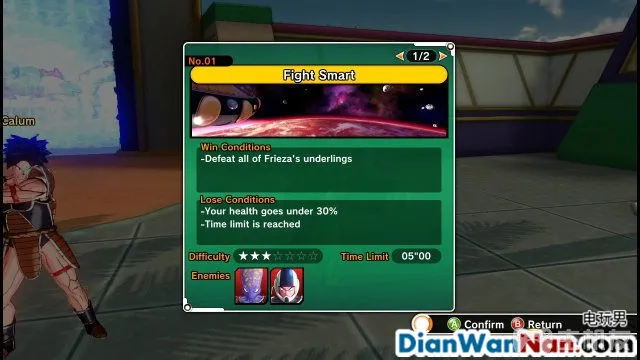 No.01
1/2
Fight Smart
Calum
Win Conditions
-Defeat all of Frieza's underlings
Lose Conditions
-Your health goes under 30%
-Time limit is reached
Difficulty ★★★☆☆☆☆
Time Limit 05"00
Enemies
A Confirm B Return
电玩男
DianWanNan.com